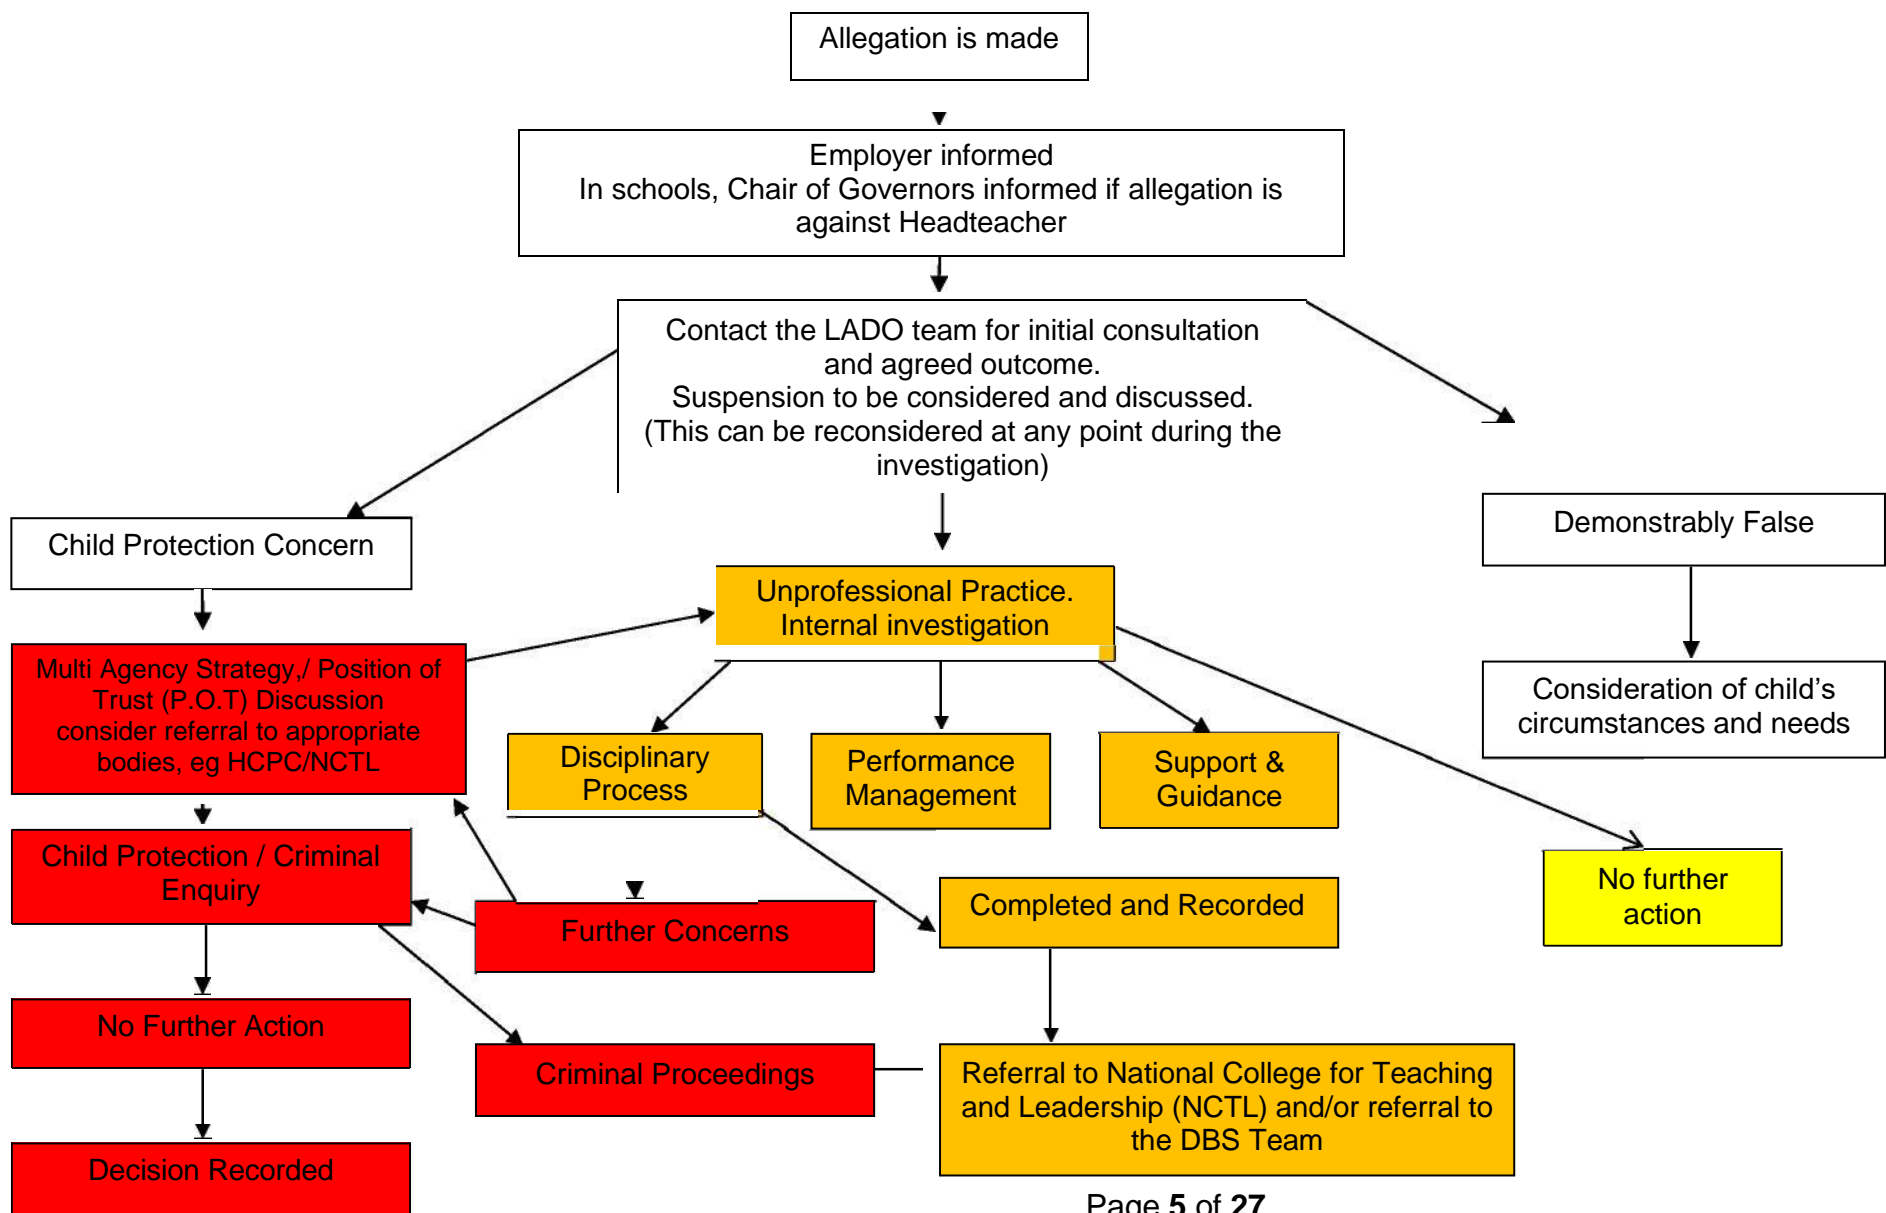 Allegation is made
Employer informed
In schools, Chair of Governors informed if allegation is
against Headteacher
Contact the LADO team for initial consultation
and agreed outcome.
Suspension to be considered and discussed.
(This can be reconsidered at any point during the
investigation)
Child Protection Concern
Demonstrably False
Unprofessional Practice.
Internal investigation
Multi Agency Strategy,/ Position of
Trust (P.O.T) Discussion
consider referral to appropriate
bodies, eg HCPC/NCTL
Consideration of child’s
circumstances and needs
Disciplinary
Process
Performance
Management
Support &
Guidance
Child Protection / Criminal
Enquiry
Further Concerns
Completed and Recorded
No further
action
No Further Action
Criminal Proceedings
Referral to National College for Teaching
and Leadership (NCTL) and/or referral to
the DBS Team
Decision Recorded
Page 5 of 27